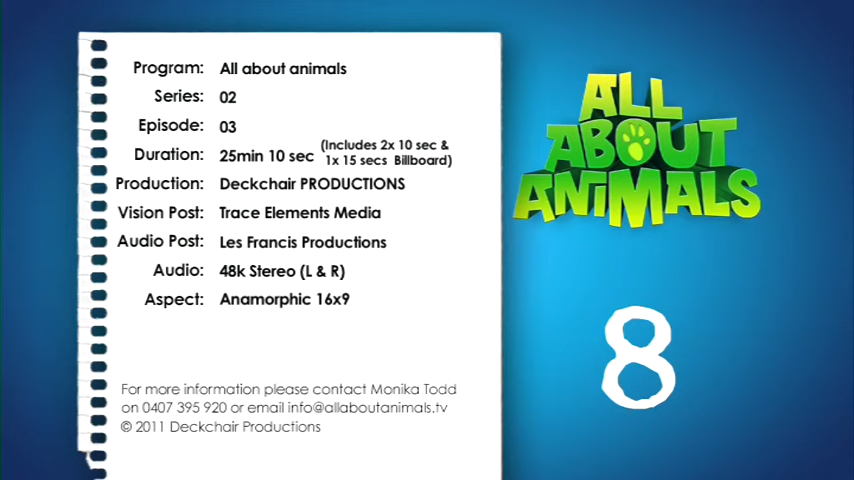 Program: All about animals
Series: 02
Episode: 03
Duration: 25min 10 sec (Includes 2x 10 sec & 1x 15 secs Billboard)
Production: Deckchair PRODUCTIONS
Vision Post: Trace Elements Media
Audio Post: Les Francis Productions
Audio: 48k Stereo (L & R)
Aspect: Anamorphic 16x9
For more information please contact Monika Todd
on 0407 395 920 or email info@allaboutanimals.tv
© 2011 Deckchair Productions
ALL
ABOUT
ANIMALS
8